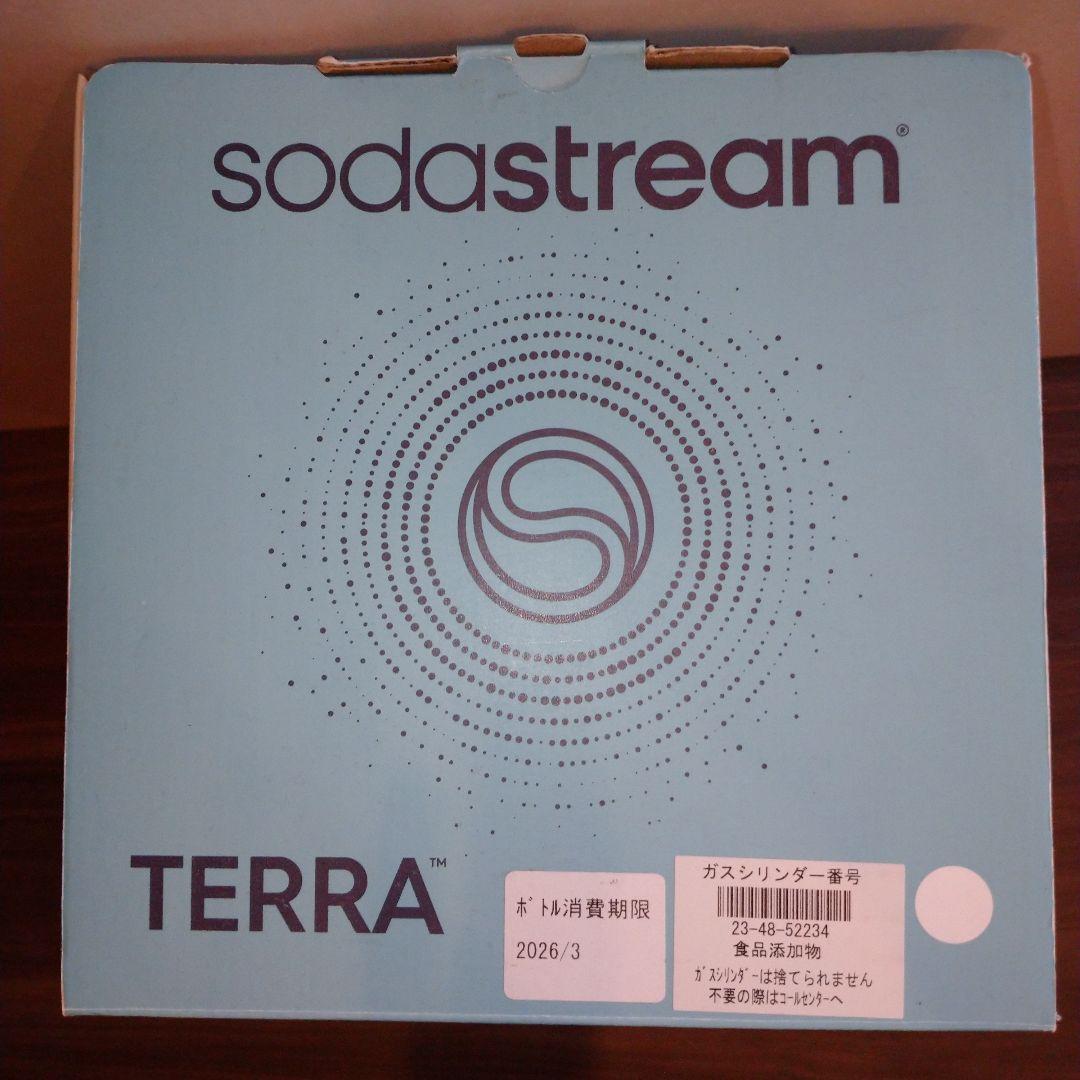 sodastream®
TERRA™
ﾎﾞﾄﾙ消費期限
2026/3
ガスシリンダー番号
23-48-52234
食品添加物
ｶﾞｽｼﾘﾝﾀﾞｰは捨てられません
不要の際はｺｰﾙｾﾝﾀｰへ